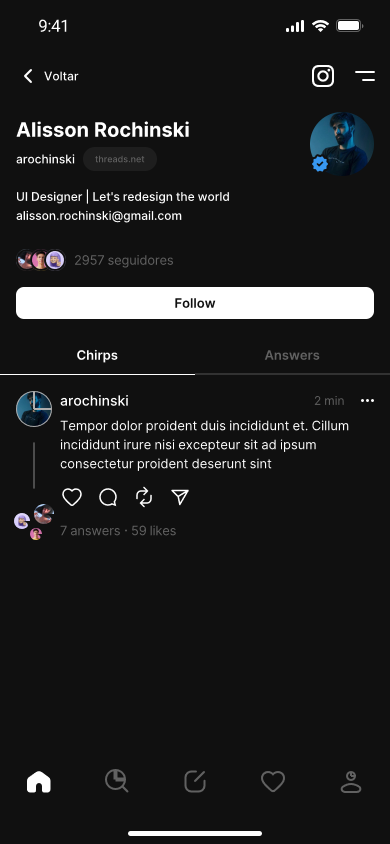 9:41
Voltar
Alisson Rochinski
arochinski threads.net
UI Designer | Let's redesign the world
alisson.rochinski@gmail.com
2957 seguidores
Follow
Chirps Answers
arochinski 2 min
Tempor dolor proident duis incididunt et. Cillum
incididunt irure nisi excepteur sit ad ipsum
consectetur proident deserunt sint
7 answers · 59 likes